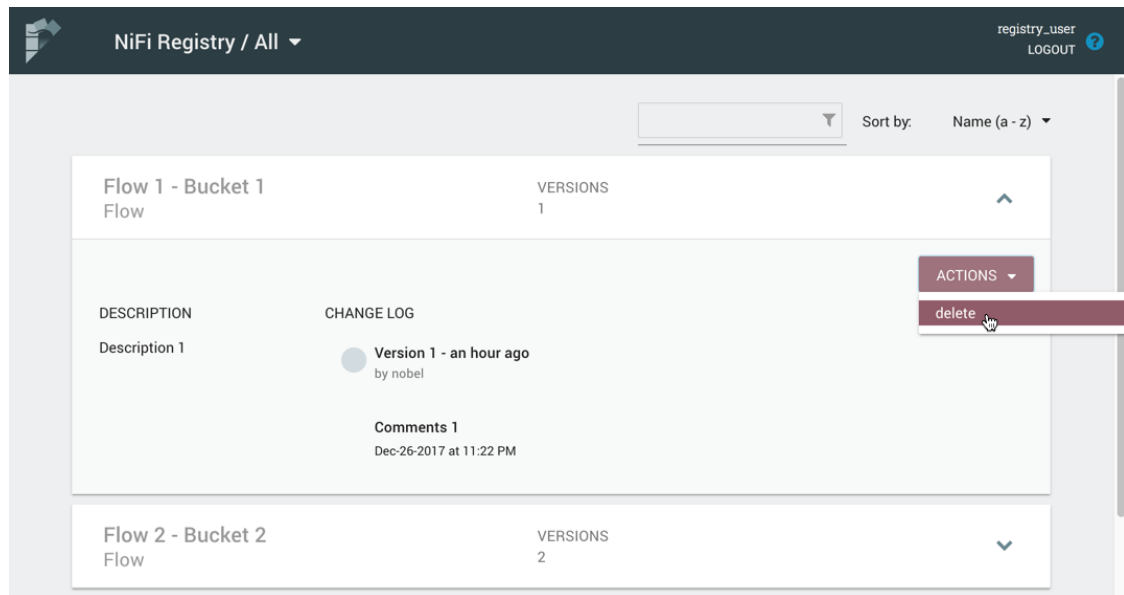 NiFi Registry / All
registry_user
LOGOUT
?
Sort by: Name (a - z)
Flow 1 - Bucket 1
Flow
VERSIONS
1
ACTIONS
delete
DESCRIPTION
Description 1
CHANGE LOG
Version 1 - an hour ago
by nobel
Comments 1
Dec-26-2017 at 11:22 PM
Flow 2 - Bucket 2
Flow
VERSIONS
2